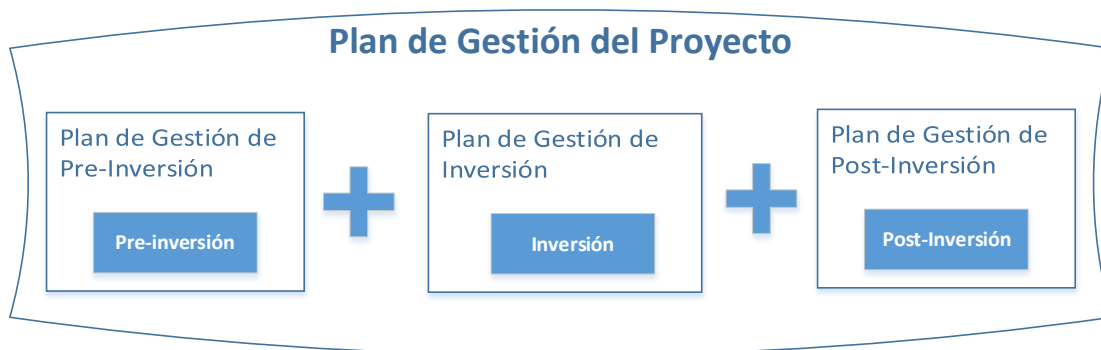 Plan de Gestión del Proyecto
Plan de Gestión de
Pre-Inversión
Pre-inversión
Plan de Gestión de
Inversión
Inversión
Plan de Gestión de
Post-Inversión
Post-Inversión